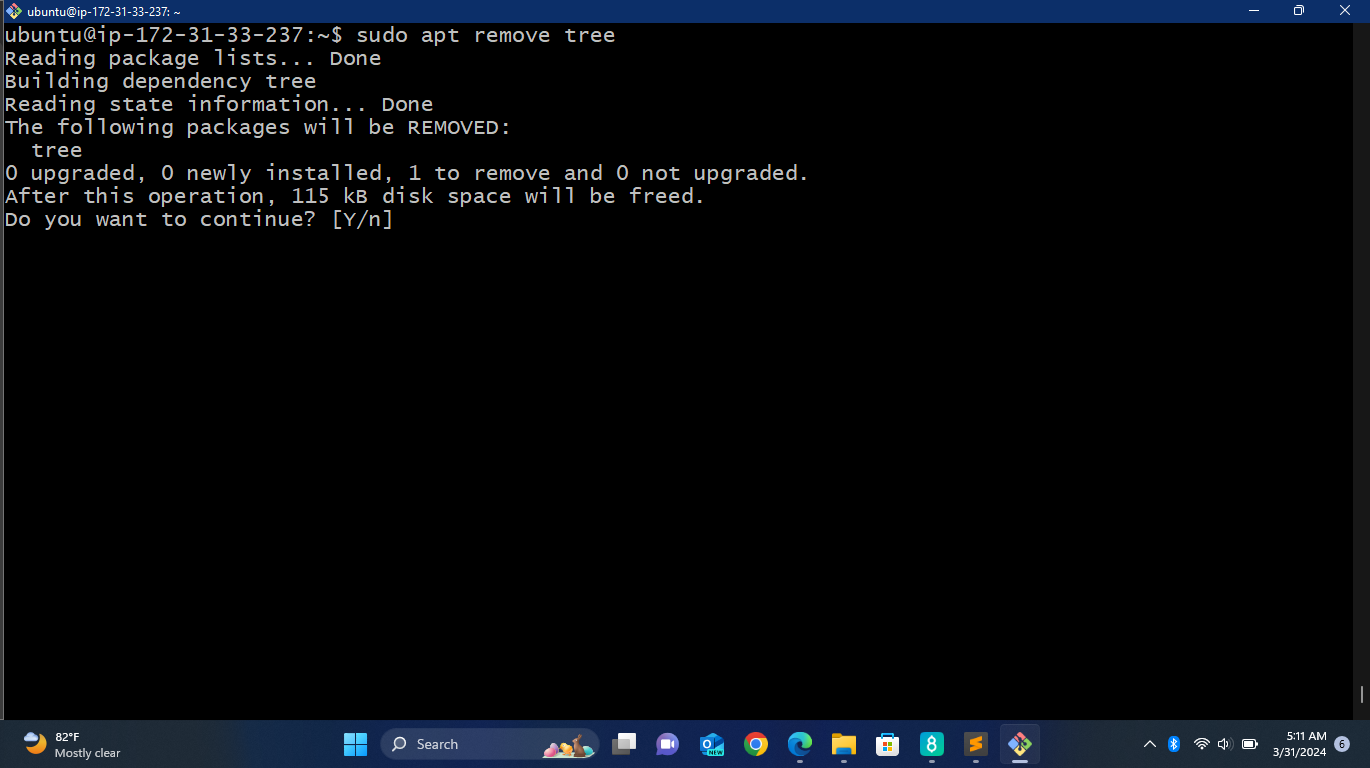 ubuntu@ip-172-31-33-237: ~
ubuntu@ip-172-31-33-237:~$ sudo apt remove tree
Reading package lists... Done
Building dependency tree
Reading state information... Done
The following packages will be REMOVED:
  tree
0 upgraded, 0 newly installed, 1 to remove and 0 not upgraded.
After this operation, 115 kB disk space will be freed.
Do you want to continue? [Y/n]
82°F
Mostly clear
Search
NEW
8
5:11 AM
3/31/2024
6